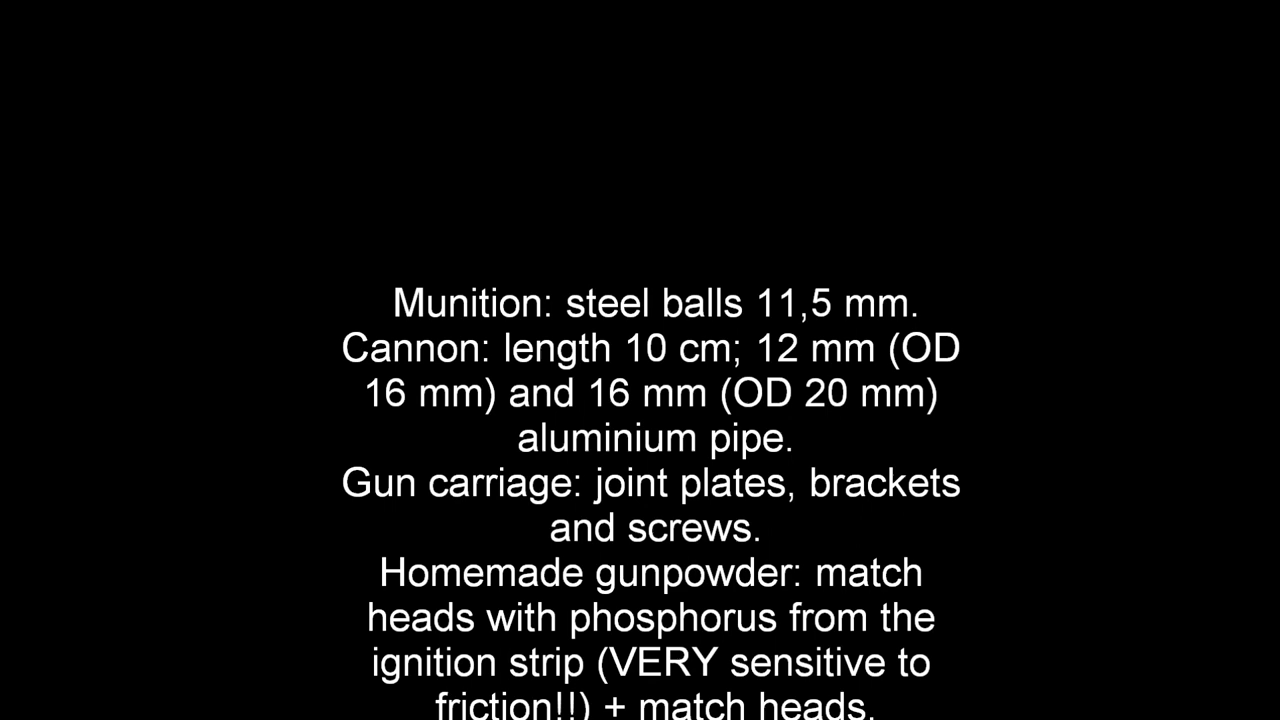 Munition: steel balls 11,5 mm.
Cannon: length 10 cm; 12 mm (OD
16 mm) and 16 mm (OD 20 mm)
aluminium pipe.
Gun carriage: joint plates, brackets
and screws.
Homemade gunpowder: match
heads with phosphorus from the
ignition strip (VERY sensitive to
friction!!) + match heads.